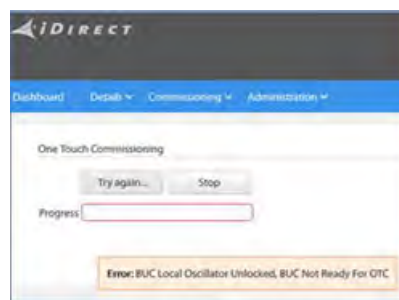 iDIRECT
Dashboard Details Commissioning Administration
One Touch Commissioning
Try again... Stop
Progress
Error: BUC Local Oscillator Unlocked, BUC Not Ready For OTC